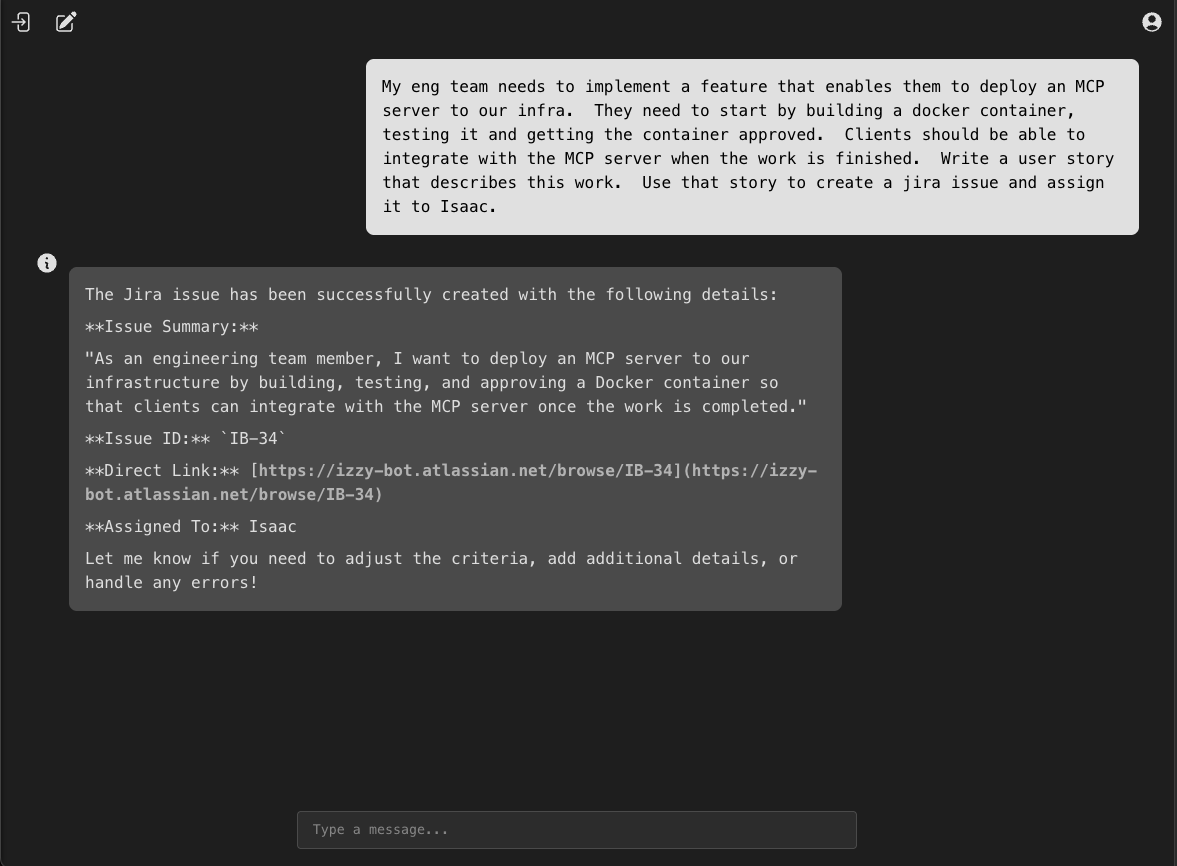 My eng team needs to implement a feature that enables them to deploy an MCP
server to our infra.  They need to start by building a docker container,
testing it and getting the container approved.  Clients should be able to
integrate with the MCP server when the work is finished.  Write a user story
that describes this work.  Use that story to create a jira issue and assign
it to Isaac.
The Jira issue has been successfully created with the following details:
**Issue Summary:**
"As an engineering team member, I want to deploy an MCP server to our
infrastructure by building, testing, and approving a Docker container so
that clients can integrate with the MCP server once the work is completed."
**Issue ID:** `IB-34`
**Direct Link:** [https://izzy-bot.atlassian.net/browse/IB-34](https://izzy-
bot.atlassian.net/browse/IB-34)
**Assigned To:** Isaac
Let me know if you need to adjust the criteria, add additional details, or
handle any errors!
Type a message...